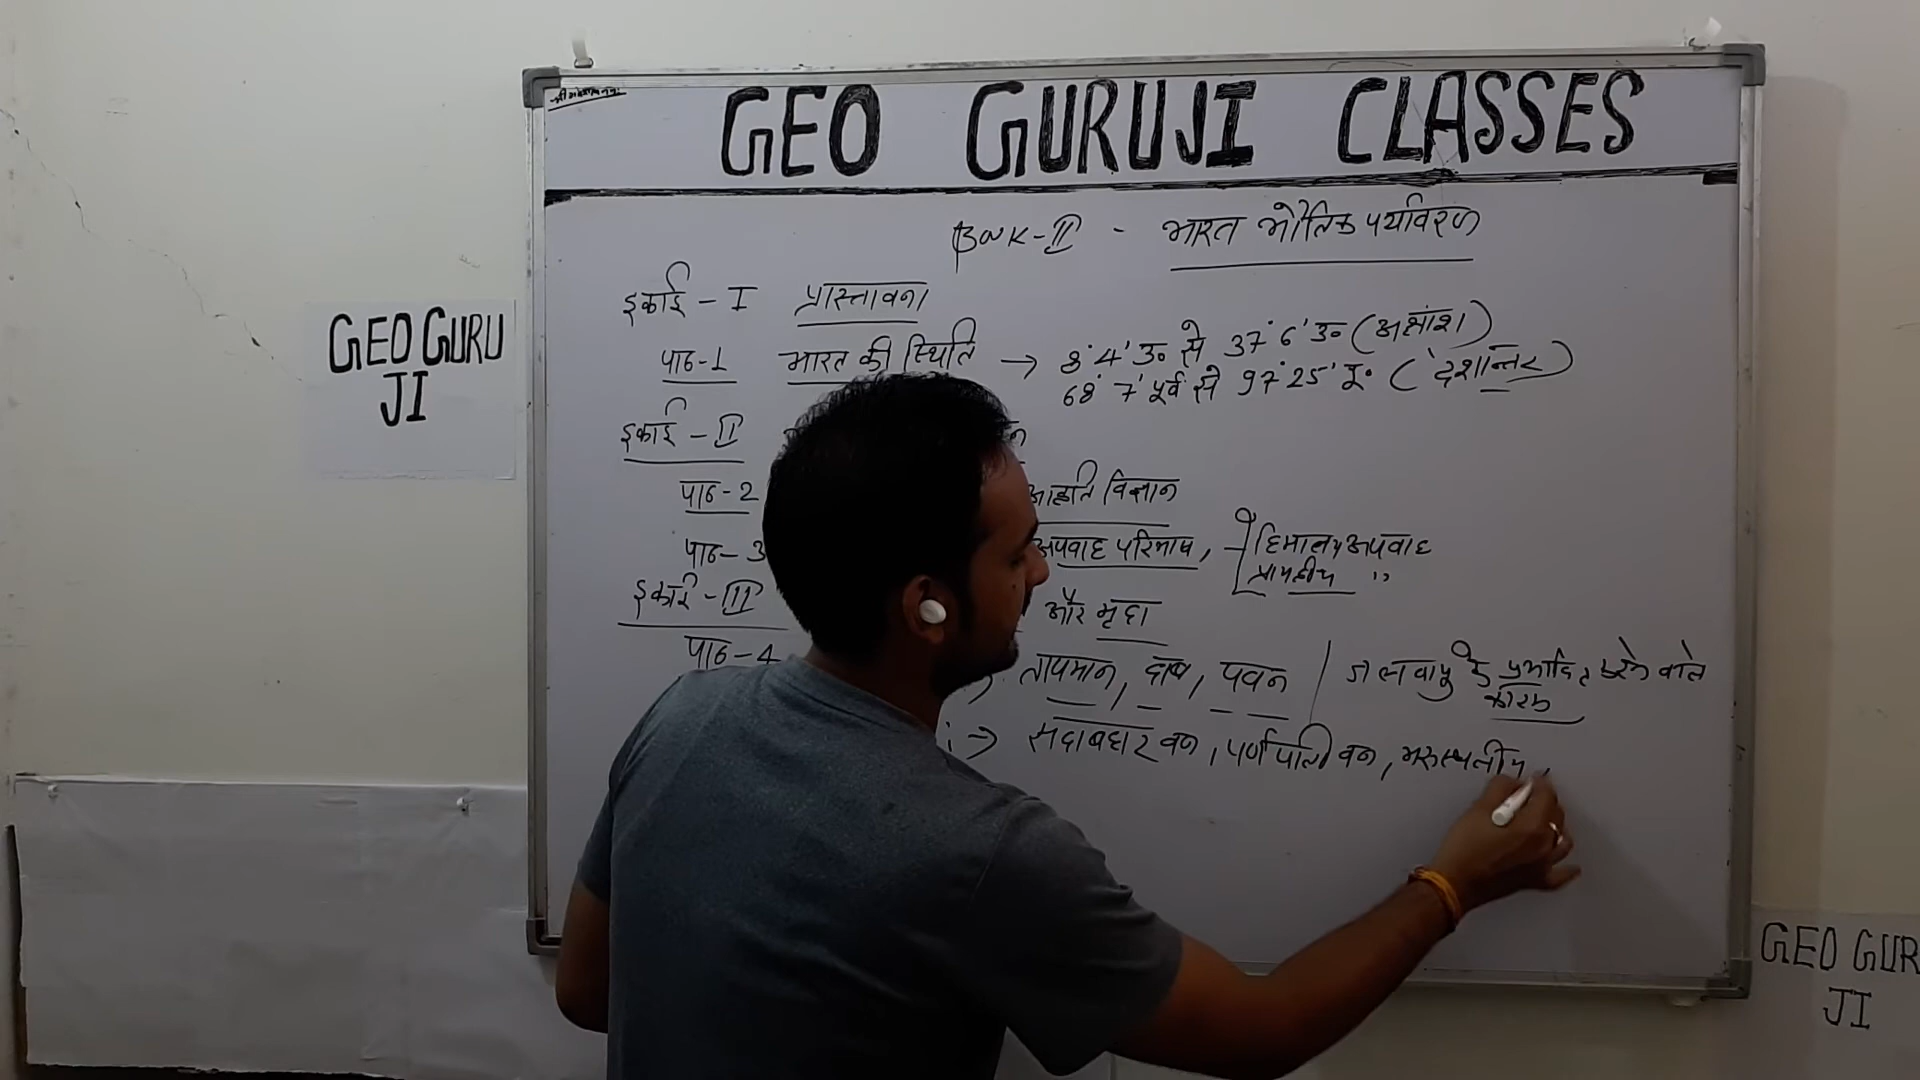 GEO GURUJI CLASSES
Book-II - भारत भौतिक पर्यावरण
इकाई - I प्रास्तावना
पाठ-1 भारत की स्थिति → 8°4' उ० से 37°6' उ० (अक्षांश)
68°7' पूर्व से 97°25' पू० (देशान्तर)
इकाई - II
पाठ-2 आकृति विज्ञान
पाठ-3 अपवाह परिभाष, हिमालय अपवाह
"
इकाई - III और मृदा
पाठ-4 तापमान, दाब, पवन / जलवायु को प्रभावित करने वाले
कारक
→ सदाबहार वन, पर्णपाती वन, मरुस्थलीय,
GEO GURU
JI
GEO GUR
JI